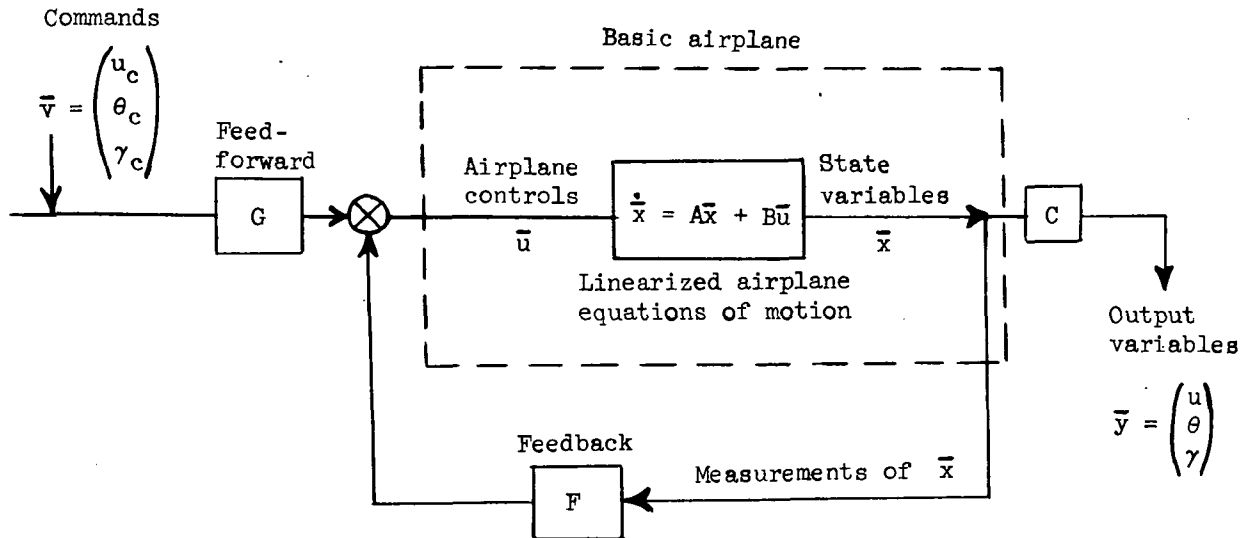 Commands
v̄ = (u_c
θ_c
γ_c)
Feed-
forward
G
Basic airplane
Airplane
controls
ū
ẋ̄ = Ax̄ + Bū
Linearized airplane
equations of motion
State
variables
x̄
C
Output
variables
ȳ = (u
θ
γ)
Feedback
F
Measurements of x̄